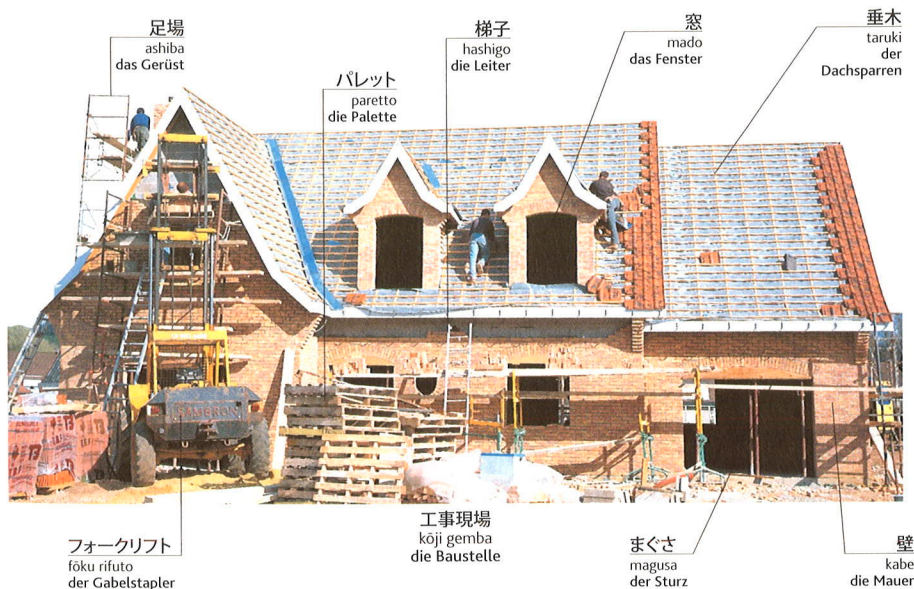 足場
ashiba
das Gerüst
梯子
hashigo
die Leiter
窓
mado
das Fenster
垂木
taruki
der
Dachsparren
パレット
paretto
die Palette
工事現場
kōji gemba
die Baustelle
フォークリフト
fōku rifuto
der Gabelstapler
まぐさ
magusa
der Sturz
壁
kabe
die Mauer